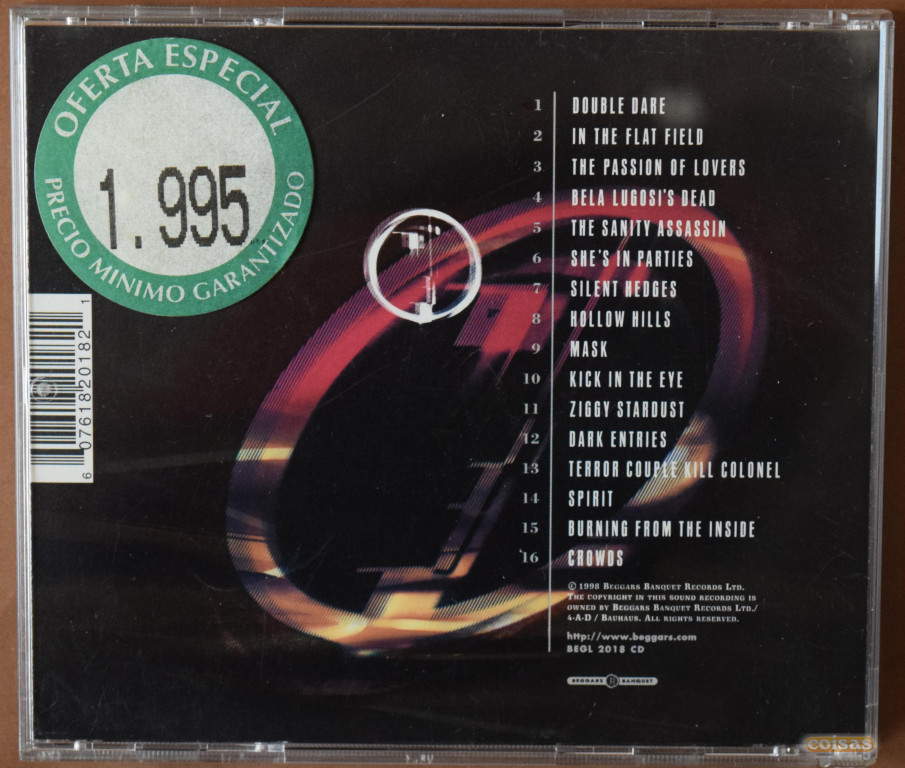 OFERTA ESPECIAL
1.995
PRECIO MINIMO GARANTIZADO
6 07618 20182 1
1 DOUBLE DARE
2 IN THE FLAT FIELD
3 THE PASSION OF LOVERS
4 BELA LUGOSI'S DEAD
5 THE SANITY ASSASSIN
6 SHE'S IN PARTIES
7 SILENT HEDGES
8 HOLLOW HILLS
9 MASK
10 KICK IN THE EYE
11 ZIGGY STARDUST
12 DARK ENTRIES
13 TERROR COUPLE KILL COLONEL
14 SPIRIT
15 BURNING FROM THE INSIDE
16 CROWDS
© 1998 BEGGARS BANQUET RECORDS LTD.
THE COPYRIGHT IN THIS SOUND RECORDING IS
OWNED BY BEGGARS BANQUET RECORDS LTD./
4-A-D / BAUHAUS. ALL RIGHTS RESERVED.
http://www.beggars.com
BEGL 2018 CD
BEGGARS B BANQUET
coisas